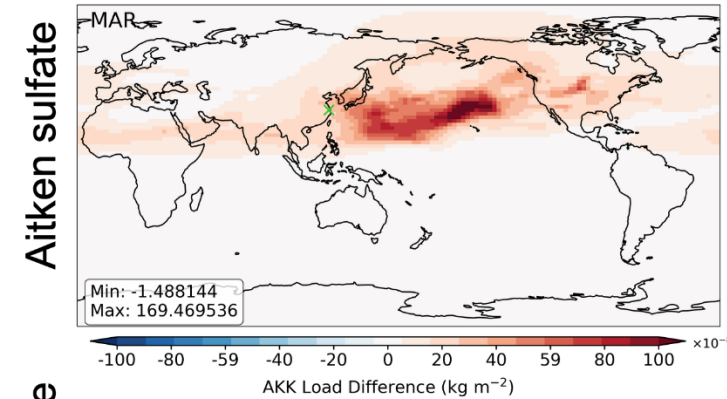 Aitken sulfate
MAR
Min: -1.488144
Max: 169.469536
-100 -80 -59 -40 -20 0 20 40 59 80 100
AKK Load Difference (kg m⁻²)